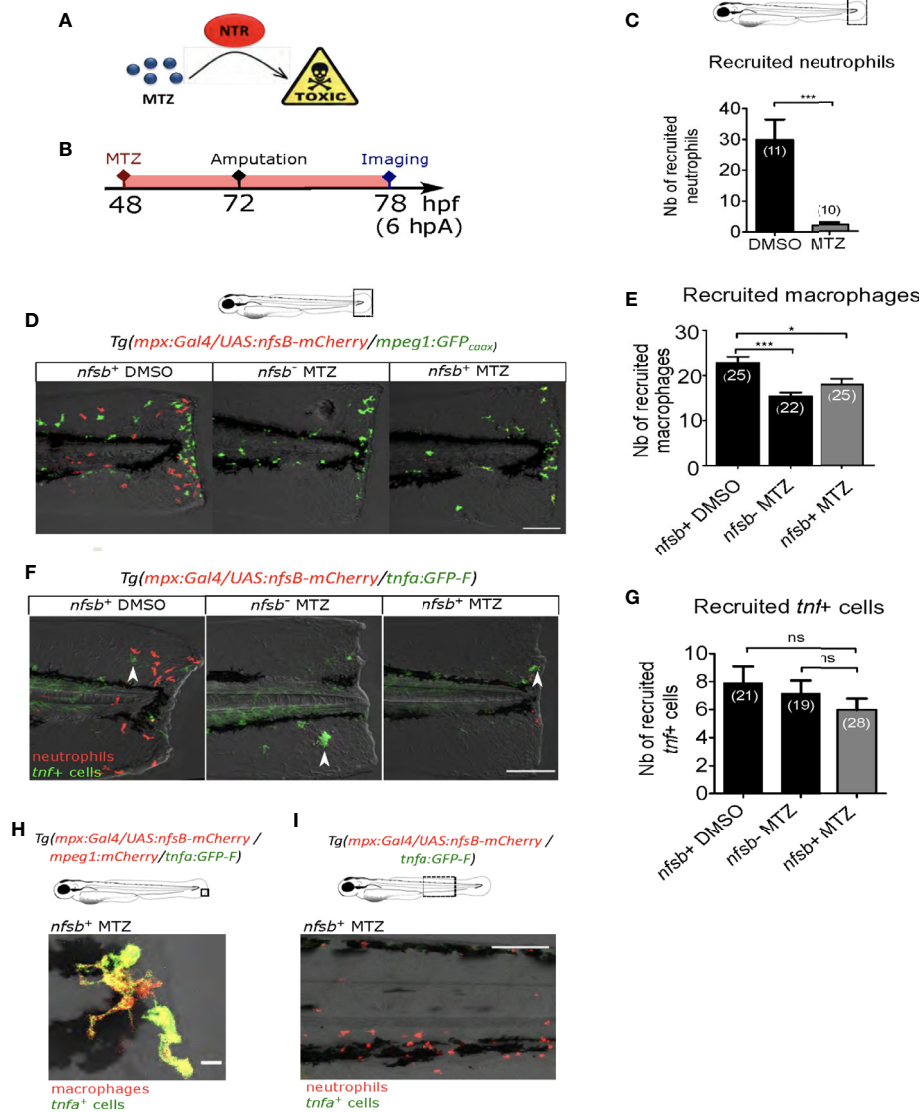 A
NTR
MTZ
TOXIC
B
MTZ
Amputation
Imaging
48
72
78
hpf
(6 hpA)
C
Recruited neutrophils
***
Nb of recruited
neutrophils
40
30
20
10
0
(11)
(10)
DMSO
MTZ
D
Tg(mpx:Gal4/UAS:nfsB-mCherry/mpeg1:GFPcaax)
nfsb+ DMSO
nfsb- MTZ
nfsb+ MTZ
E
Recruited macrophages
*
***
Nb of recruited
macrophages
30
20
10
0
(25)
(22)
(25)
nfsb+ DMSO
nfsb- MTZ
nfsb+ MTZ
F
Tg(mpx:Gal4/UAS:nfsB-mCherry/tnfa:GFP-F)
nfsb+ DMSO
nfsb- MTZ
nfsb+ MTZ
neutrophils
tnf+ cells
G
Recruited tnf+ cells
ns
ns
Nb of recruited
tnf+ cells
10
8
6
4
2
0
(21)
(19)
(28)
nfsb+ DMSO
nfsb- MTZ
nfsb+ MTZ
H
Tg(mpx:Gal4/UAS:nfsB-mCherry /
mpeg1:mCherry/tnfa:GFP-F)
nfsb+ MTZ
macrophages
tnfa+ cells
I
Tg(mpx:Gal4/UAS:nfsB-mCherry /
tnfa:GFP-F)
nfsb+ MTZ
neutrophils
tnfa+ cells